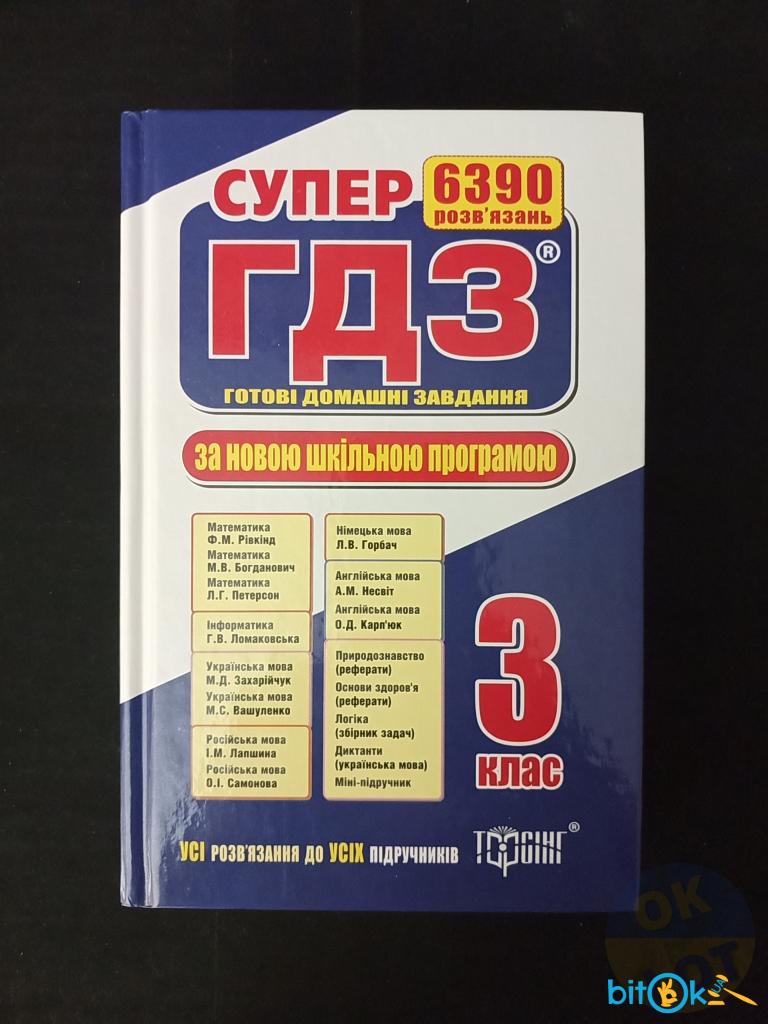 СУПЕР
6390
розв'язань
ГДЗ®
ГОТОВІ ДОМАШНІ ЗАВДАННЯ
за новою шкільною програмою
Математика
Ф.М. Рівкінд
Математика
М.В. Богданович
Математика
Л.Г. Петерсон
Інформатика
Г.В. Ломаковська
Українська мова
М.Д. Захарійчук
Українська мова
М.С. Вашуленко
Російська мова
І.М. Лапшина
Російська мова
О.І. Самонова
Німецька мова
Л.В. Горбач
Англійська мова
А.М. Несвіт
Англійська мова
О.Д. Карп'юк
Природознавство
(реферати)
Основи здоров'я
(реферати)
Логіка
(збірник задач)
Диктанти
(українська мова)
Міні-підручник
3
клас
УСІ РОЗВ'ЯЗАННЯ ДО УСІХ ПІДРУЧНИКІВ
ТОРСІНГ®
OK
OT
bitOk
UA